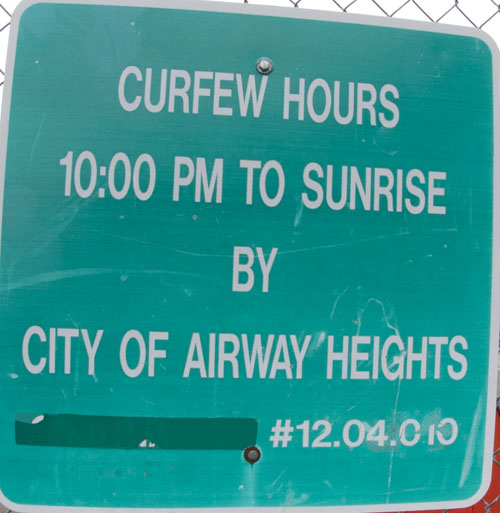 CURFEW HOURS
10:00 PM TO SUNRISE
BY
CITY OF AIRWAY HEIGHTS
#12.04.010